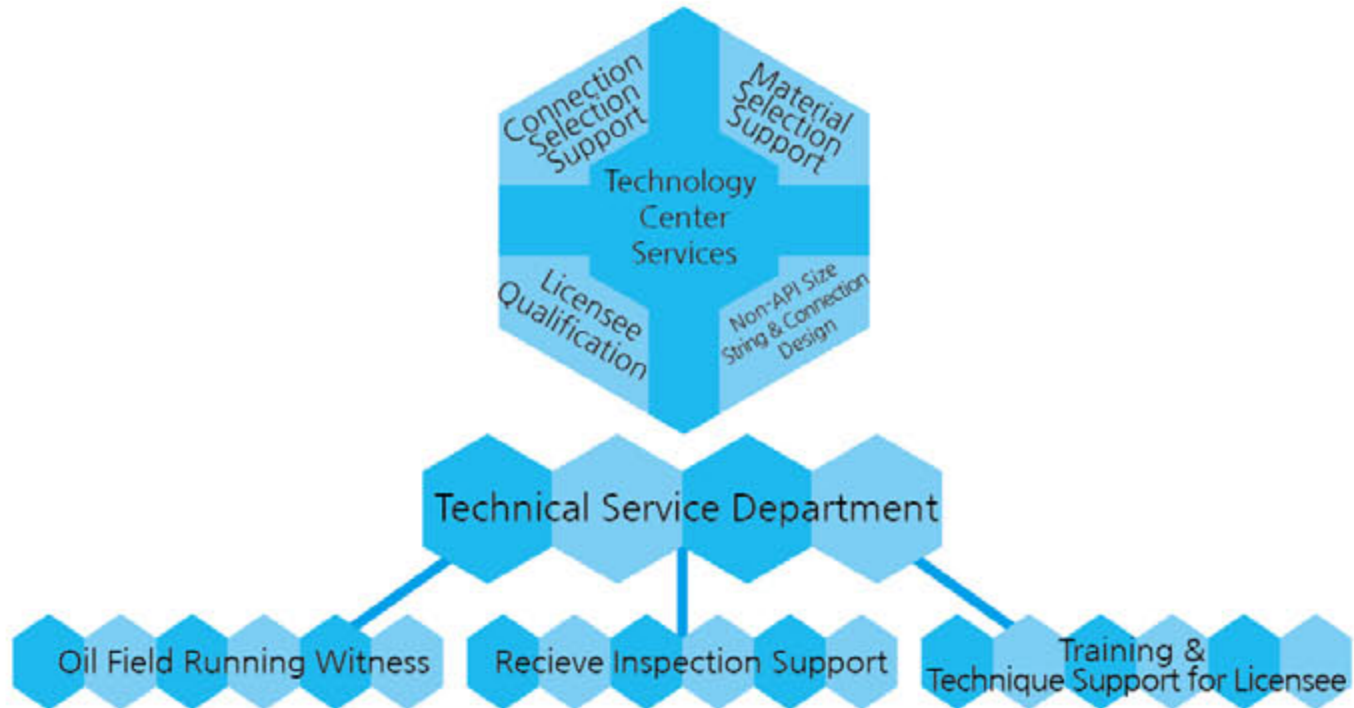 Connection
Selection
Support
Material
Selection
Support
Technology
Center
Services
Licensee
Qualification
Non-API Size
String & Connection
Design
Technical Service Department
Oil Field Running Witness
Recieve Inspection Support
Training &
Technique Support for Licensee